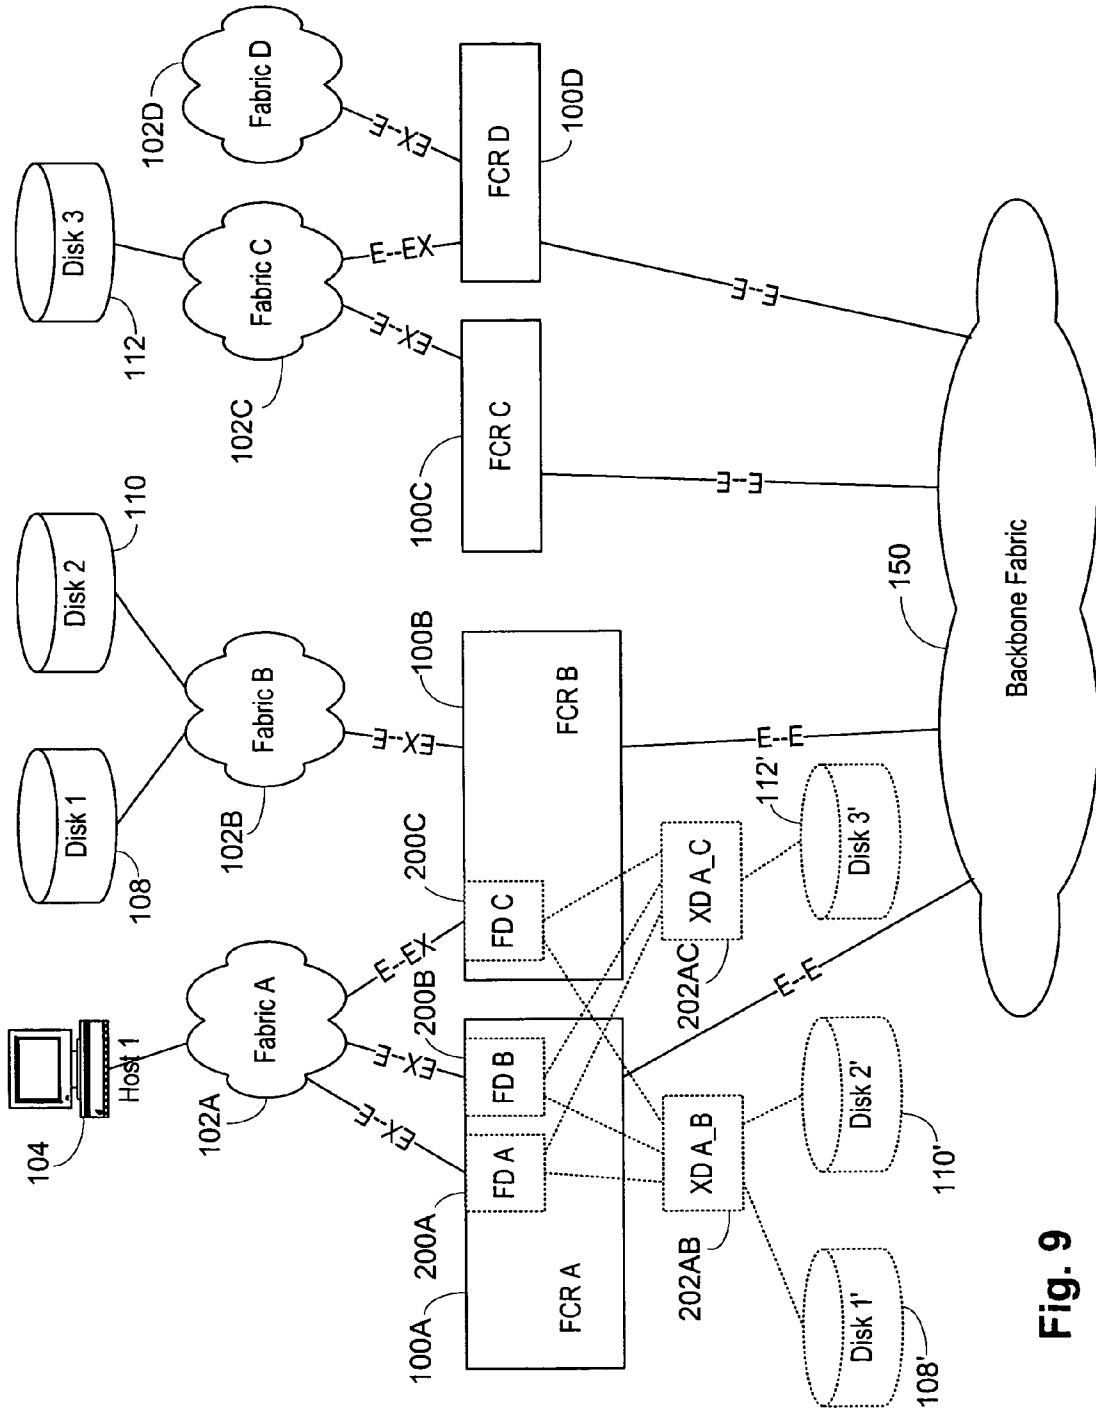 104
Host 1
Disk 1
108
Disk 2
110
Disk 3
112
102A
Fabric A
102B
Fabric B
102C
Fabric C
102D
Fabric D
E--EX
E--EX
E--EX
E--EX
E--EX
E--EX
E--EX
100A
200A
200B
200C
100B
100C
100D
FD A
FD B
FD C
FCR A
FCR B
FCR C
FCR D
202AB
XD A_B
202AC
XD A_C
E--E
E--E
E--E
E--E
108'
Disk 1'
110'
Disk 2'
112'
Disk 3'
150
Backbone Fabric
Fig. 9